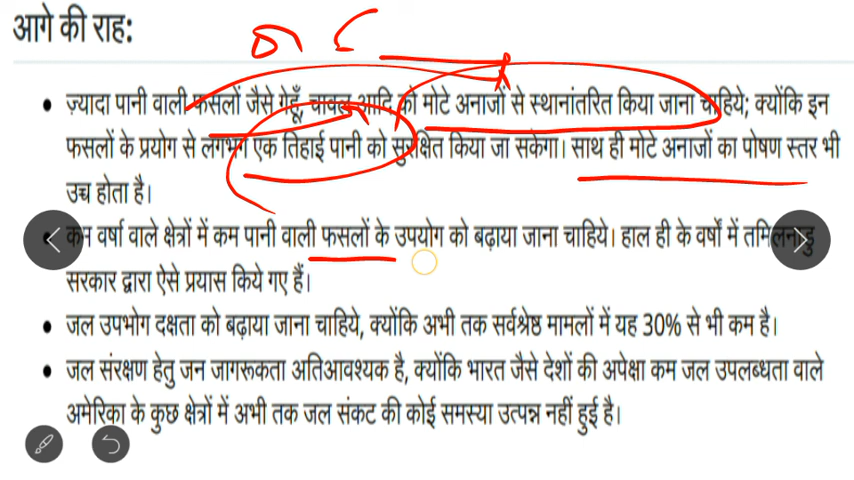 आगे की राह:
ज़्यादा पानी वाली फसलों जैसे गेहूँ, चावल आदि को मोटे अनाजों से स्थानांतरित किया जाना चाहिये; क्योंकि इन
फसलों के प्रयोग से लगभग एक तिहाई पानी को सुरक्षित किया जा सकेगा। साथ ही मोटे अनाजों का पोषण स्तर भी
उच्च होता है।
कम वर्षा वाले क्षेत्रों में कम पानी वाली फसलों के उपयोग को बढ़ाया जाना चाहिये। हाल ही के वर्षों में तमिलनाडु
सरकार द्वारा ऐसे प्रयास किये गए हैं।
जल उपभोग दक्षता को बढ़ाया जाना चाहिये, क्योंकि अभी तक सर्वश्रेष्ठ मामलों में यह 30% से भी कम है।
जल संरक्षण हेतु जन जागरूकता अतिआवश्यक है, क्योंकि भारत जैसे देशों की अपेक्षा कम जल उपलब्धता वाले
अमेरिका के कुछ क्षेत्रों में अभी तक जल संकट की कोई समस्या उत्पन्न नहीं हुई है।